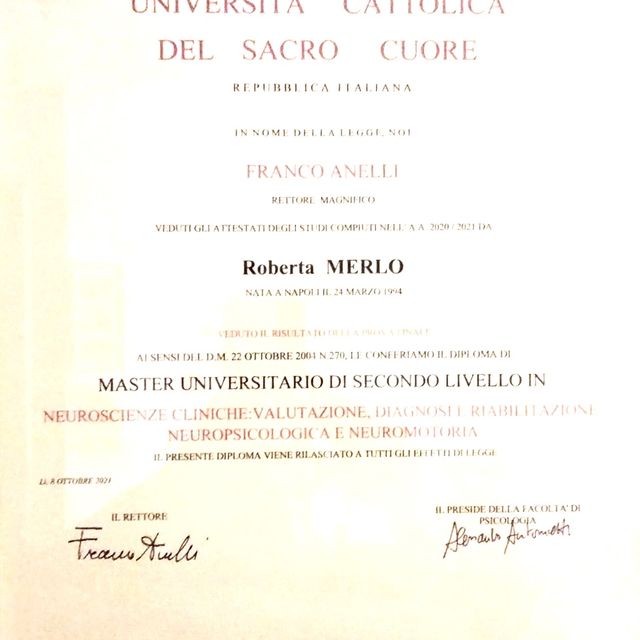 UNIVERSITÀ CATTOLICA
DEL SACRO CUORE
REPUBBLICA ITALIANA
IN NOME DELLA LEGGE, NOI
FRANCO ANELLI
RETTORE MAGNIFICO
VEDUTI GLI ATTESTATI DEGLI STUDI COMPIUTI NELL'A.A. 2020 / 2021 DA
Roberta MERLO
NATA A NAPOLI IL 24 MARZO 1994
VEDUTO IL RISULTATO DELLA PROVA FINALE
AI SENSI DEL D.M. 22 OTTOBRE 2004 N 270, LE CONFERIAMO IL DIPLOMA DI
MASTER UNIVERSITARIO DI SECONDO LIVELLO IN
NEUROSCIENZE CLINICHE: VALUTAZIONE, DIAGNOSI E RIABILITAZIONE
NEUROPSICOLOGICA E NEUROMOTORIA
IL PRESENTE DIPLOMA VIENE RILASCIATO A TUTTI GLI EFFETTI DI LEGGE
Lì, 8 OTTOBRE 2021
IL RETTORE
Franco Anelli
IL PRESIDE DELLA FACOLTA' DI
PSICOLOGIA
Alessandro Antonietti